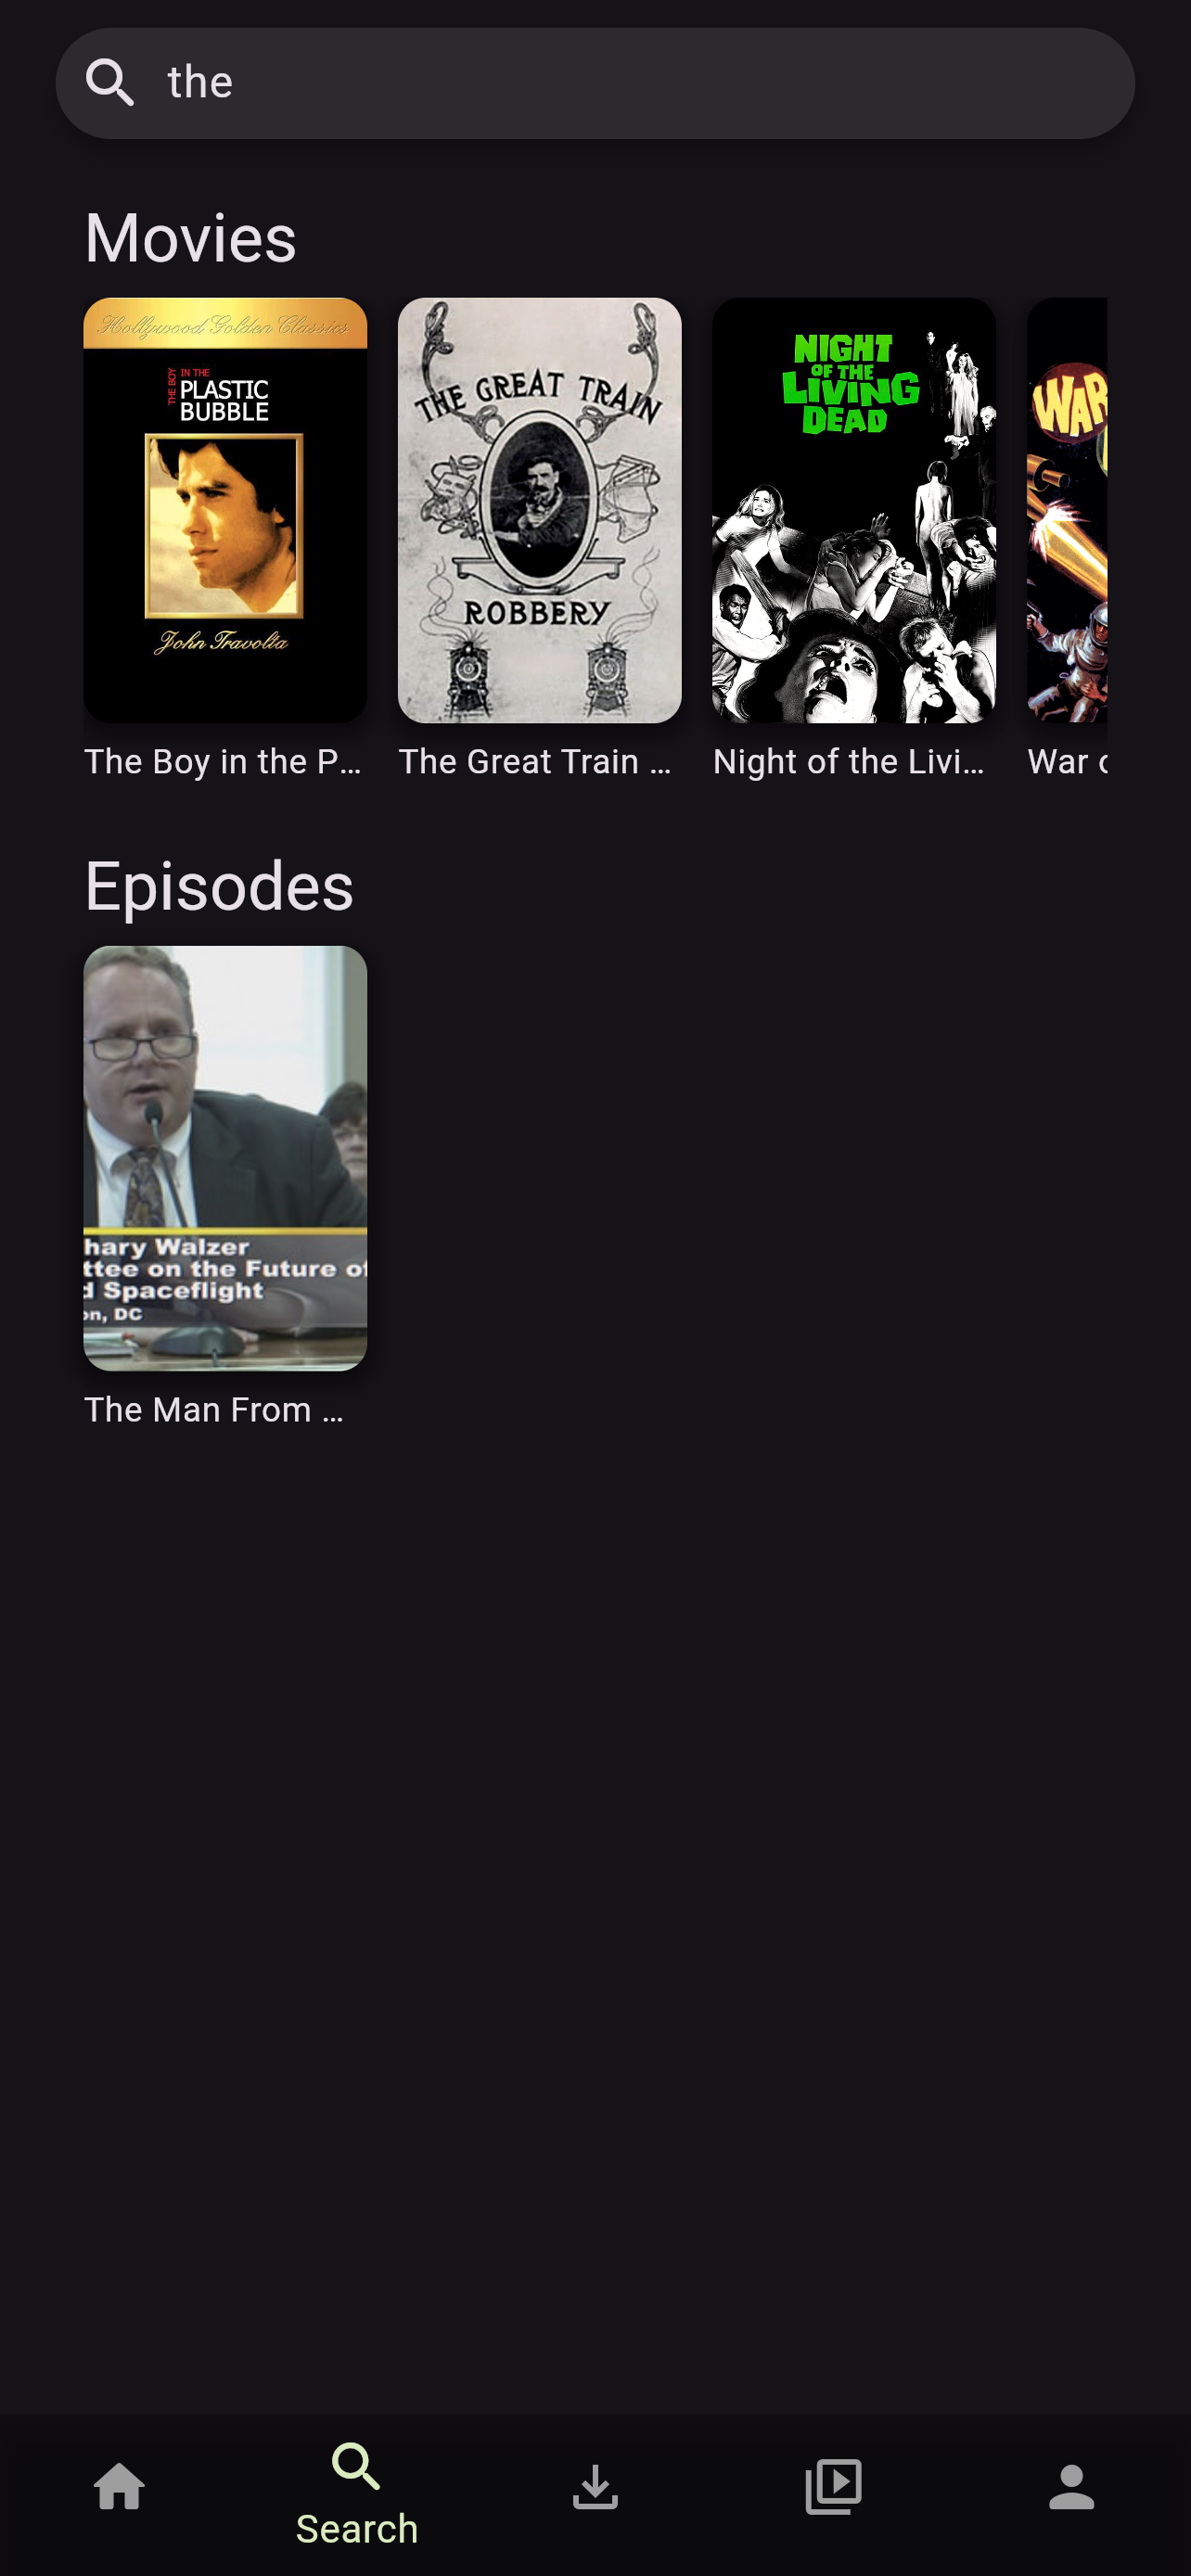 the
Movies
Hollywood Golden Classics
THE BOY
IN THE
PLASTIC
BUBBLE
John Travolta
THE GREAT TRAIN
ROBBERY
NIGHT
OF THE
LIVING
DEAD
WAR
The Boy in the P...
The Great Train ...
Night of the Livi...
War
Episodes
hary Walzer
ttee on the Future of
d Spaceflight
on, DC
The Man From ...
Search